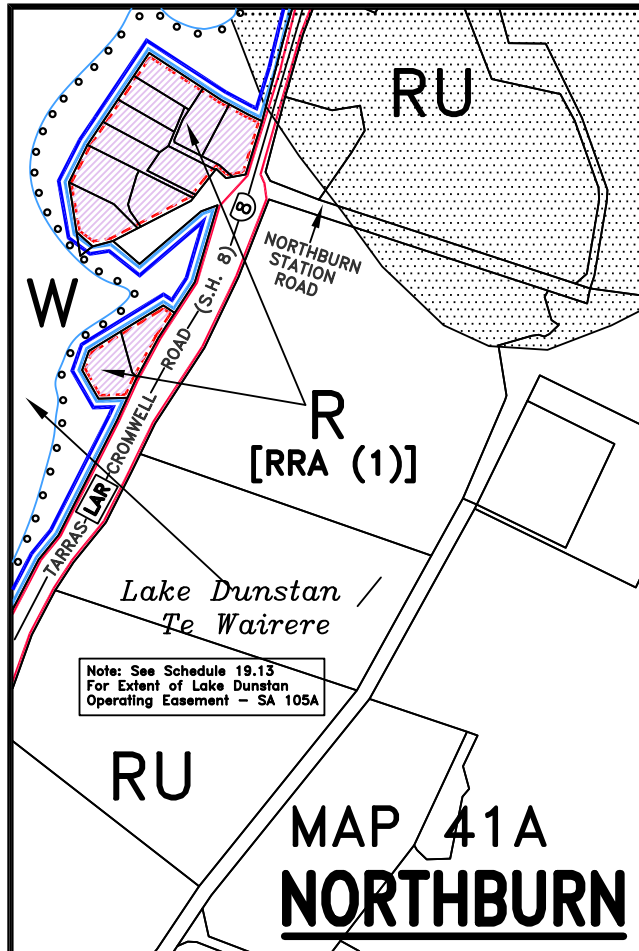 RU
8
NORTHBURN
STATION
ROAD
W
TARRAS-LAR-CROMWELL-ROAD-(S.H. 8)
R
[RRA (1)]
Lake Dunstan
Te Wairere
Note: See Schedule 19.13
For Extent of Lake Dunstan
Operating Easement – SA 105A
RU
MAP 41A
NORTHBURN